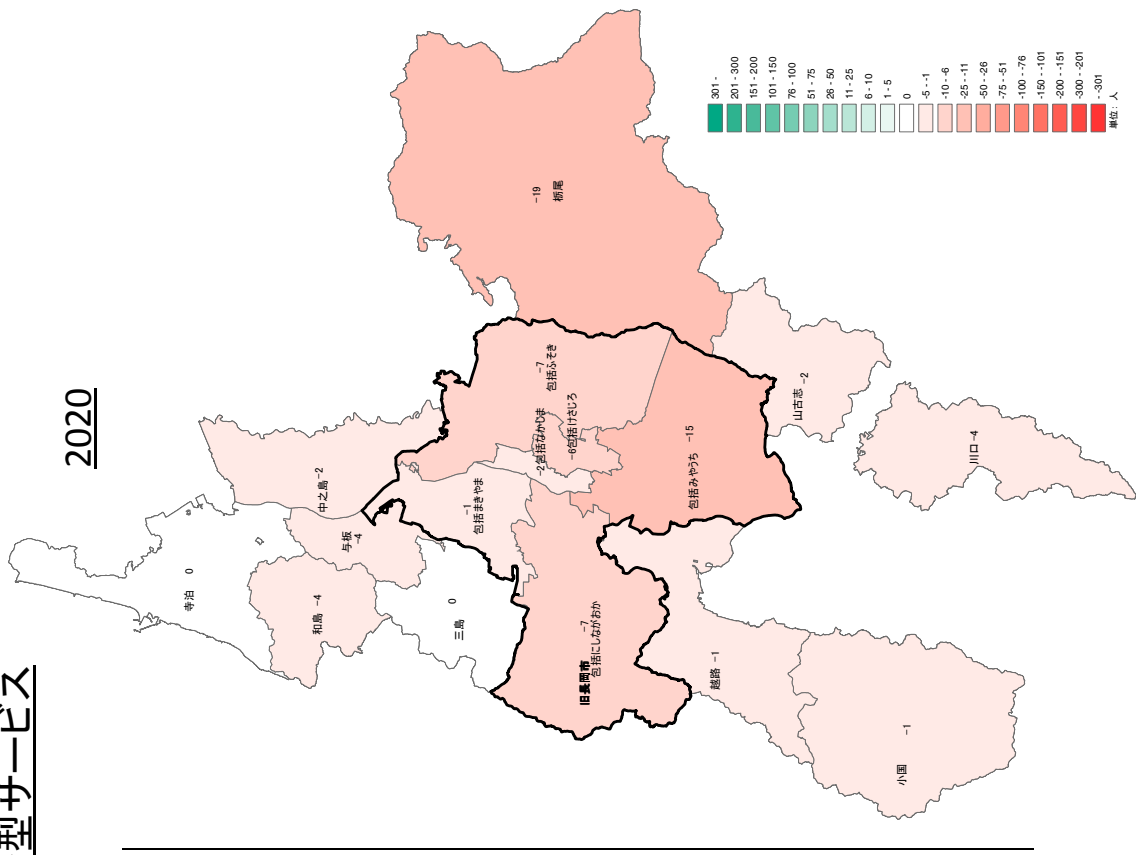 型サービス
2020
寺泊 0
中之島 -2
与板
-4
和島 -4
三島 0
-1
包括まきやま
-7
包括ふそき
-2包括なかじま
-6包括けさじろ
-19
栃尾
-15
包括みやうち
-7
包括にしながおか
旧長岡市
山古志 -2
川口 -4
越路 -1
小国 -1
301 -
201 - 300
151 - 200
101 - 150
76 - 100
51 - 75
26 - 50
11 - 25
6 - 10
1 - 5
0
-5 - -1
-10 - -6
-25 - -11
-50 - -26
-75 - -51
-100 - -76
-150 - -101
-200 - -151
-300 - -201
- -301
単位：人